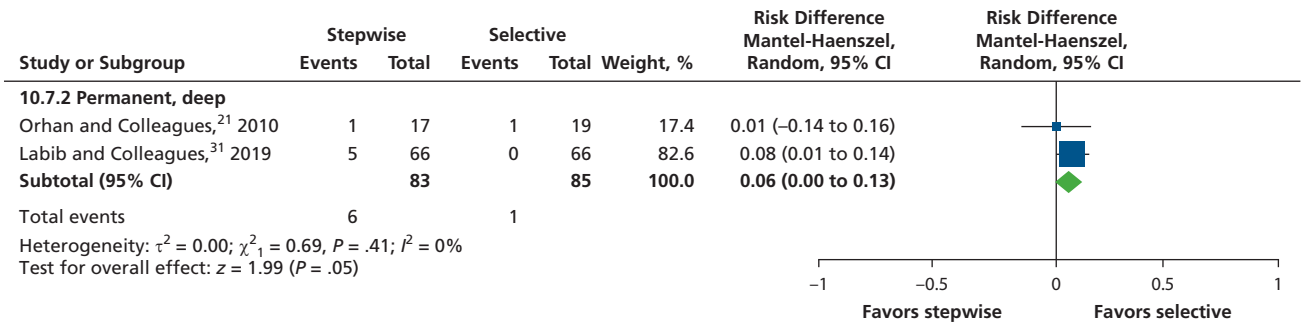 Stepwise Selective Risk Difference Mantel-Haenszel, Random, 95% CI Risk Difference Mantel-Haenszel, Random, 95% CI
Study or Subgroup Events Total Events Total Weight, %
10.7.2 Permanent, deep
Orhan and Colleagues,21 2010 1 17 1 19 17.4 0.01 (–0.14 to 0.16)
Labib and Colleagues,31 2019 5 66 0 66 82.6 0.08 (0.01 to 0.14)
Subtotal (95% CI) 83 85 100.0 0.06 (0.00 to 0.13)
Total events 6 1
Heterogeneity: τ2 = 0.00; χ21 = 0.69, P = .41; I2 = 0%
Test for overall effect: z = 1.99 (P = .05)
–1 –0.5 0 0.5 1
Favors stepwise Favors selective